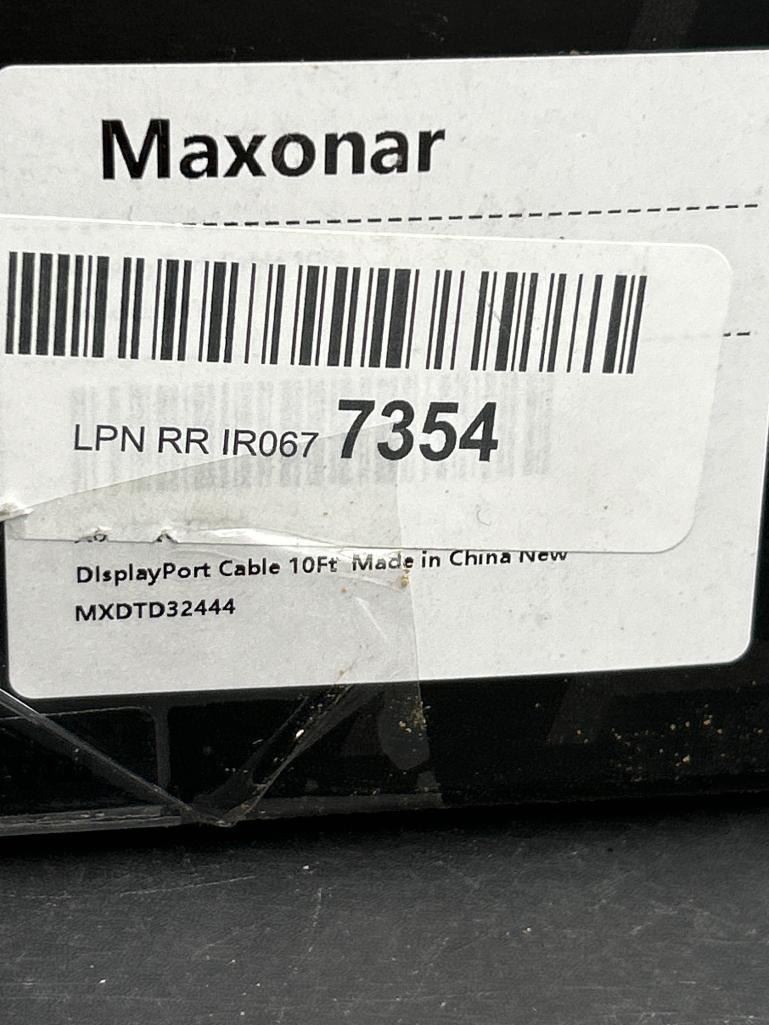 Maxonar
LPN RR IR067 7354
DIsplayPort Cable 10Ft Made in China New
MXDTD32444